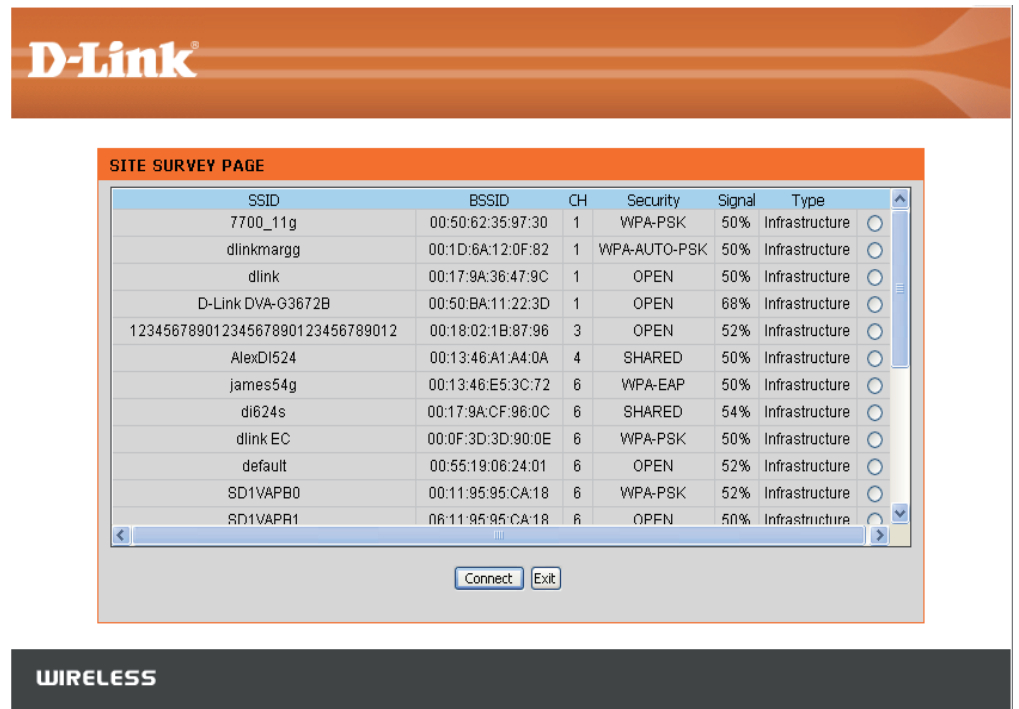 D-Link®
SITE SURVEY PAGE
SSID BSSID CH Security Signal Type
7700_11g 00:50:62:35:97:30 1 WPA-PSK 50% Infrastructure
dlinkmargg 00:1D:6A:12:0F:82 1 WPA-AUTO-PSK 50% Infrastructure
dlink 00:17:9A:36:47:9C 1 OPEN 50% Infrastructure
D-Link DVA-G3672B 00:50:BA:11:22:3D 1 OPEN 68% Infrastructure
12345678901234567890123456789012 00:18:02:1B:87:96 3 OPEN 52% Infrastructure
AlexDI524 00:13:46:A1:A4:0A 4 SHARED 50% Infrastructure
james54g 00:13:46:E5:3C:72 6 WPA-EAP 50% Infrastructure
di624s 00:17:9A:CF:96:0C 6 SHARED 54% Infrastructure
dlink EC 00:0F:3D:3D:90:0E 6 WPA-PSK 50% Infrastructure
default 00:55:19:06:24:01 6 OPEN 52% Infrastructure
SD1VAPB0 00:11:95:95:CA:18 6 WPA-PSK 52% Infrastructure
SD1VAPB1 06:11:95:95:CA:18 6 OPEN 50% Infrastructure
Connect Exit
WIRELESS